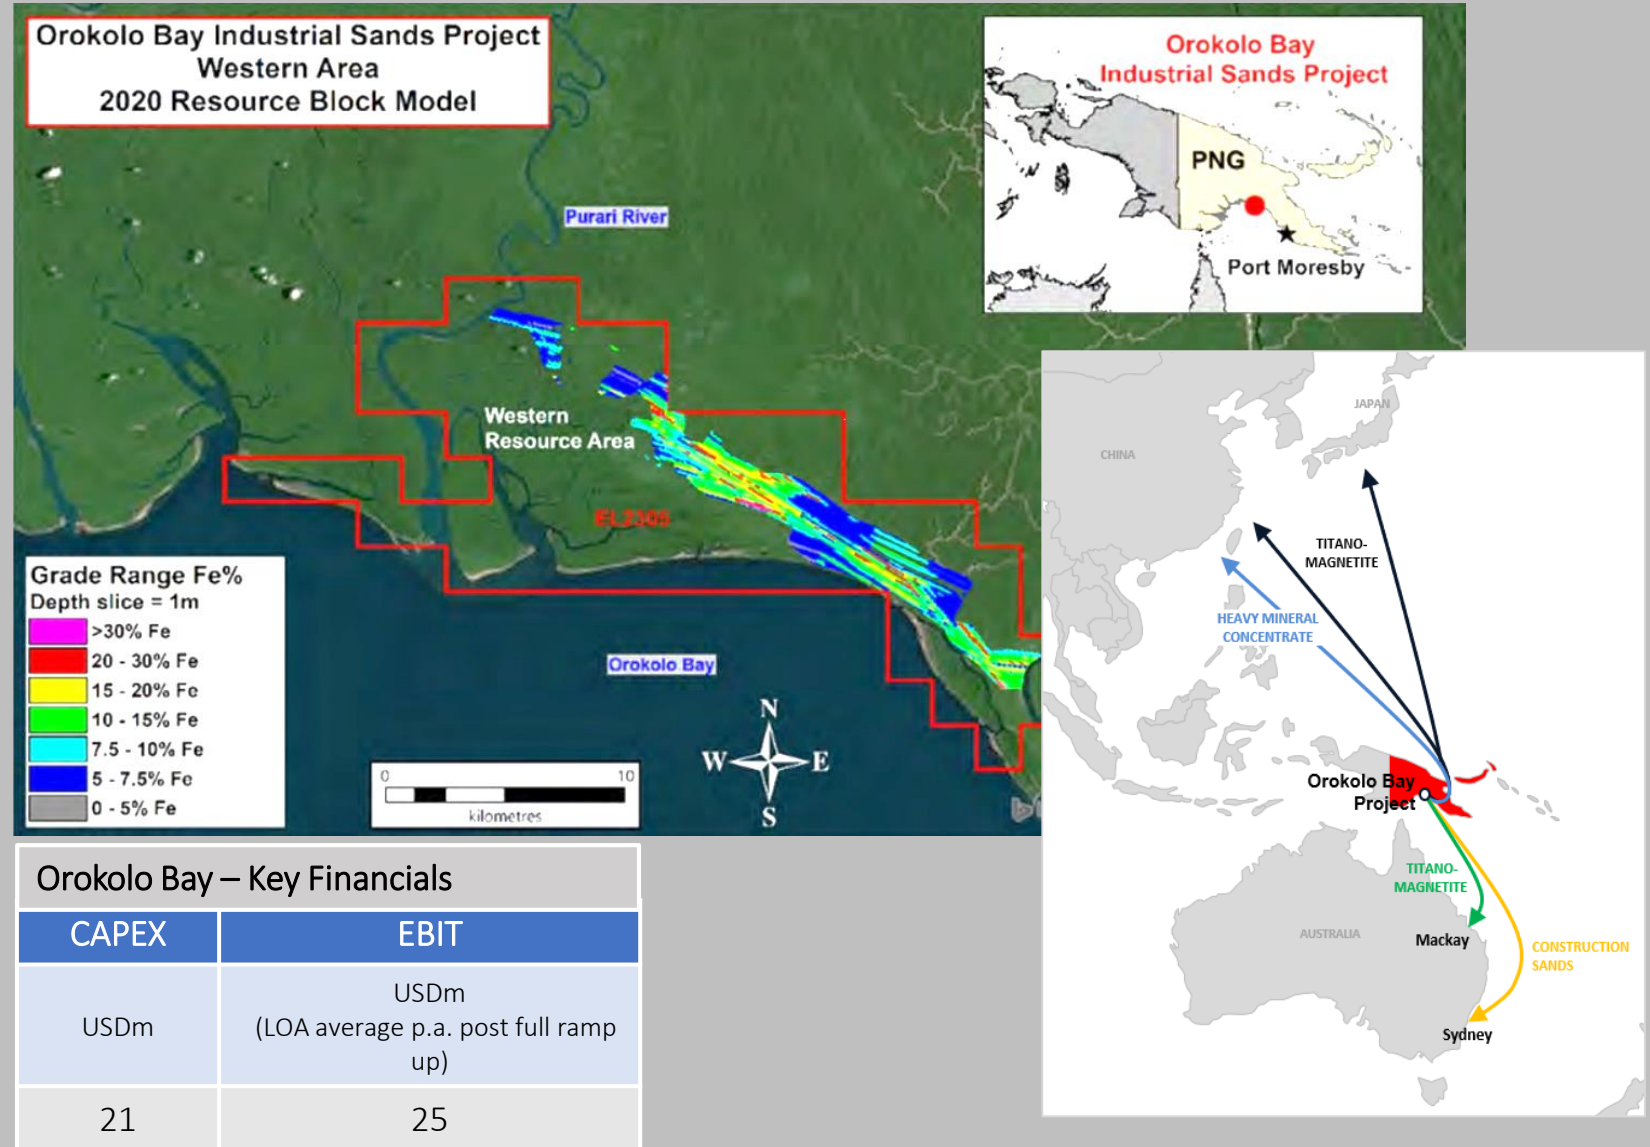 Orokolo Bay Industrial Sands Project
Western Area
2020 Resource Block Model
Orokolo Bay
Industrial Sands Project
PNG
Port Moresby
Purari River
Western
Resource Area
EL2305
Orokolo Bay
Grade Range Fe%
Depth slice = 1m
>30% Fe
20 - 30% Fe
15 - 20% Fe
10 - 15% Fe
7.5 - 10% Fe
5 - 7.5% Fe
0 - 5% Fe
0 10
kilometres
N
W E
S
JAPAN
CHINA
TITANO-
MAGNETITE
HEAVY MINERAL
CONCENTRATE
Orokolo Bay
Project
TITANO-
MAGNETITE
AUSTRALIA
Mackay
CONSTRUCTION
SANDS
Sydney
Orokolo Bay – Key Financials
CAPEX EBIT
USDm
USDm
(LOA average p.a. post full ramp
up)
21 25